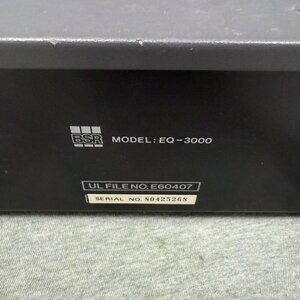 BSR MODEL: EQ-3000
UL FILE NO. E60407
SERIAL NO. 80425268